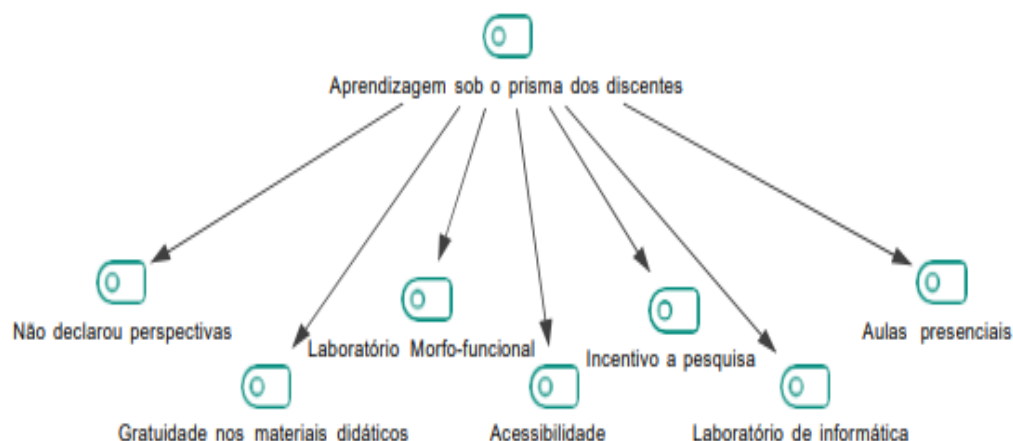 Aprendizagem sob o prisma dos discentes
Não declarou perspectivas
Laboratório Morfo-funcional
Incentivo a pesquisa
Aulas presenciais
Gratuidade nos materiais didáticos
Acessibilidade
Laboratório de informática